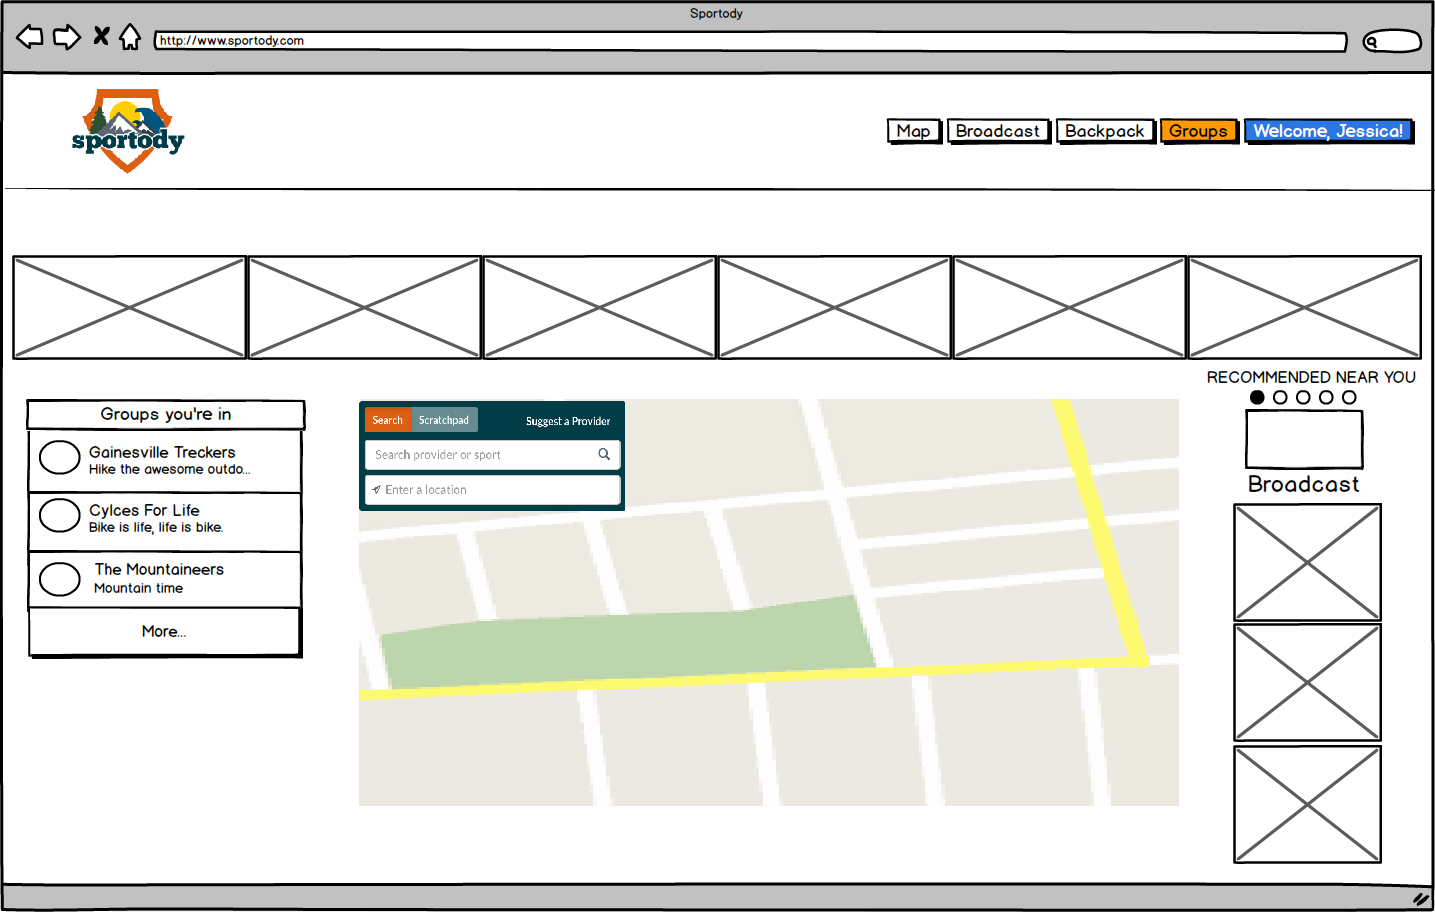 Sportody
http://www.sportody.com
sportody
Map
Broadcast
Backpack
Groups
Welcome, Jessica!
RECOMMENDED NEAR YOU
Groups you're in
Gainesville Treckers
Hike the awesome outdo...
Cylces For Life
Bike is life, life is bike.
The Mountaineers
Mountain time
More...
Search
Scratchpad
Suggest a Provider
Search provider or sport
Enter a location
Broadcast